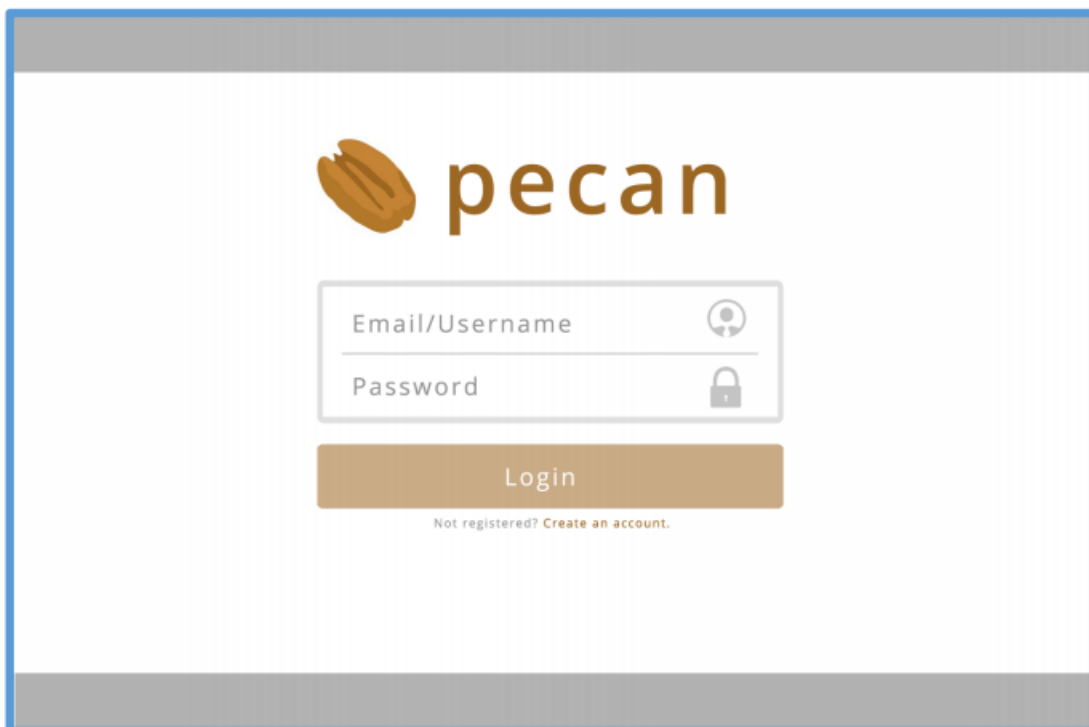 pecan
Email/Username
Password
Login
Not registered? Create an account.